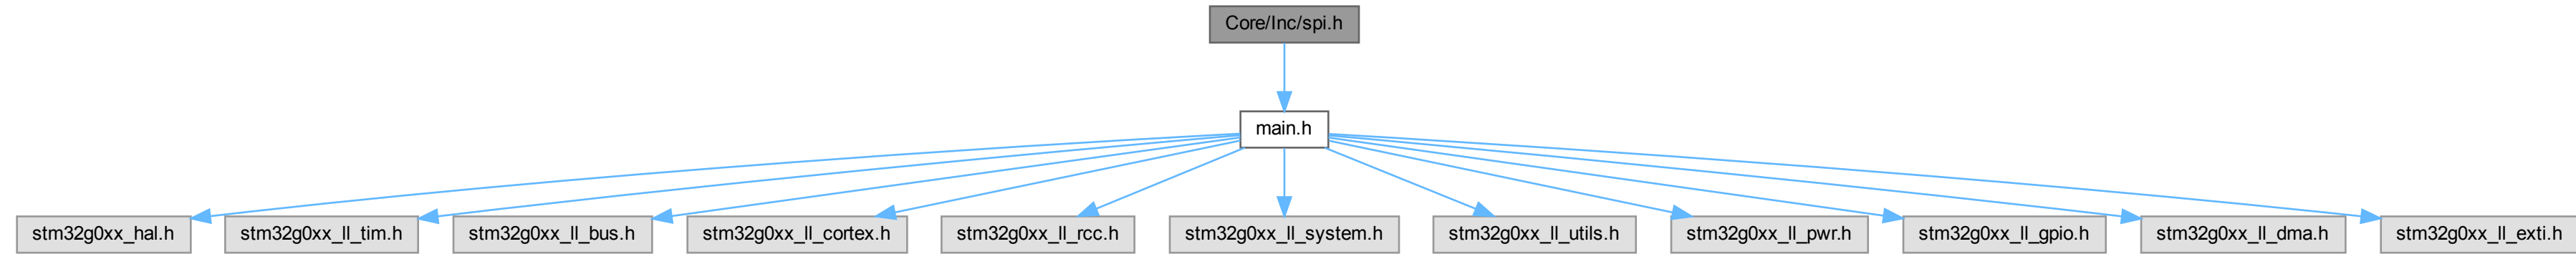 Core/Inc/spi.h
main.h
stm32g0xx_hal.h
stm32g0xx_ll_tim.h
stm32g0xx_ll_bus.h
stm32g0xx_ll_cortex.h
stm32g0xx_ll_rcc.h
stm32g0xx_ll_system.h
stm32g0xx_ll_utils.h
stm32g0xx_ll_pwr.h
stm32g0xx_ll_gpio.h
stm32g0xx_ll_dma.h
stm32g0xx_ll_exti.h